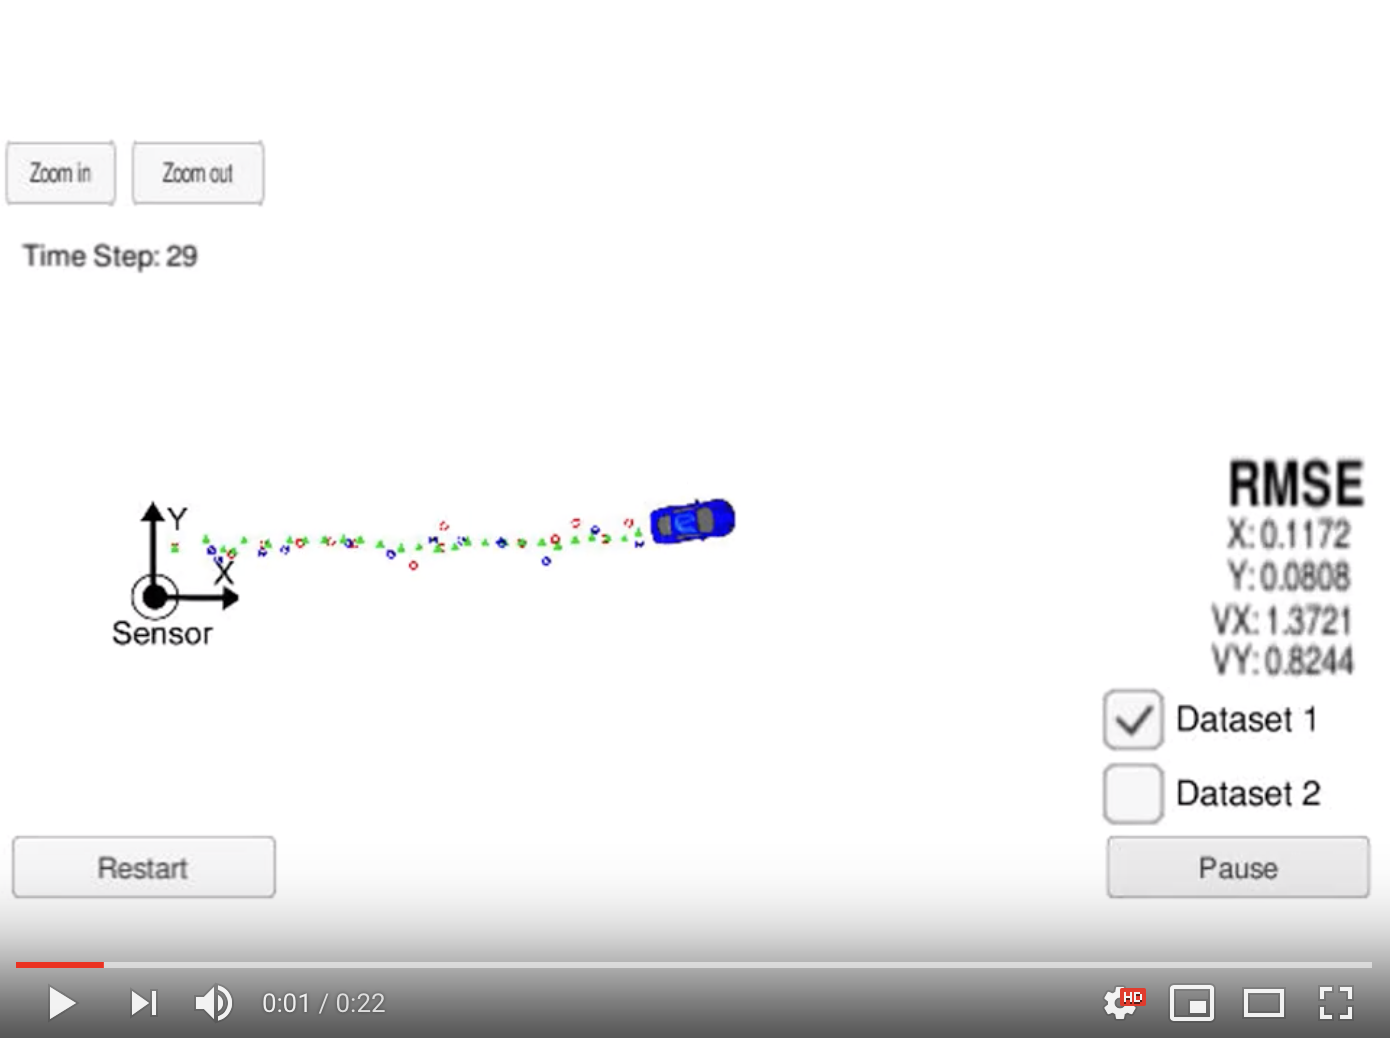 Zoom in Zoom out
Time Step: 29
Y
X
Sensor
RMSE
X: 0.1172
Y: 0.0808
VX: 1.3721
VY: 0.8244
Dataset 1
Dataset 2
Restart
Pause
0:01 / 0:22
HD